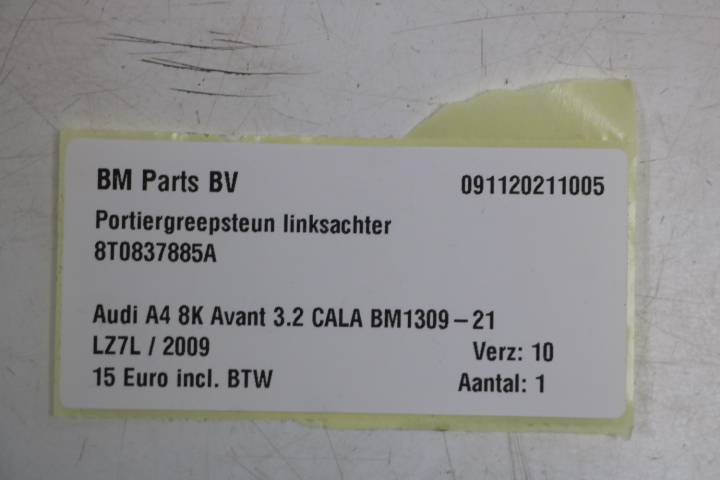 BM Parts BV 091120211005
Portiergreepsteun linksachter
8T0837885A
Audi A4 8K Avant 3.2 CALA BM1309-21
LZ7L / 2009 Verz: 10
15 Euro incl. BTW Aantal: 1